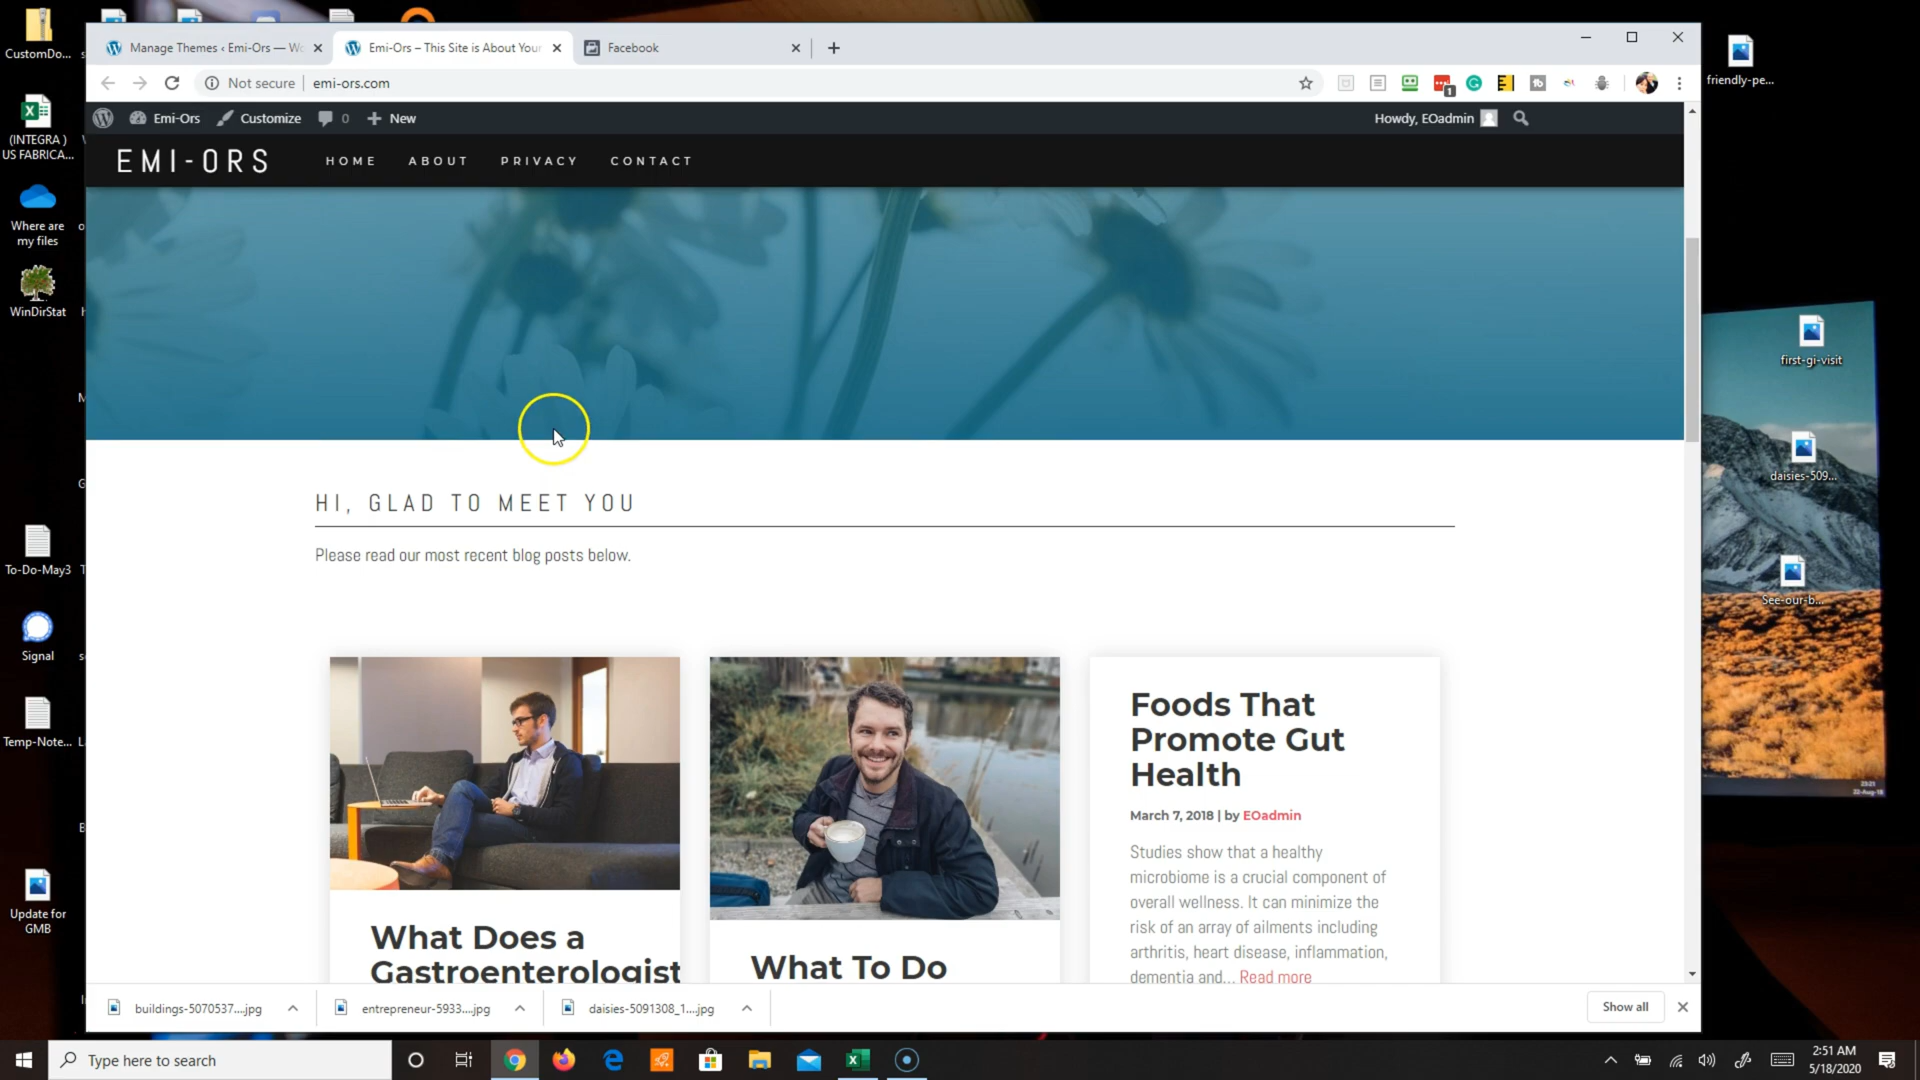 CustomDo...
(INTEGRA )
US FABRICA...
Where are
my files
WinDirStat
To-Do-May3
Signal
Temp-Note...
Update for
GMB
Manage Themes ‹ Emi-Ors — Wo
Emi-Ors – This Site is About Your
Facebook
Not secure
emi-ors.com
1
Emi-Ors
Customize
0
New
Howdy, EOadmin
EMI-ORS
HOME
ABOUT
PRIVACY
CONTACT
HI, GLAD TO MEET YOU
Please read our most recent blog posts below.
What Does a
Gastroenterologist
What To Do
Foods That
Promote Gut
Health
March 7, 2018 | by EOadmin
Studies show that a healthy
microbiome is a crucial component of
overall wellness. It can minimize the
risk of an array of ailments including
arthritis, heart disease, inflammation,
dementia and... Read more
buildings-5070537....jpg
entrepreneur-5933....jpg
daisies-5091308_1....jpg
Show all
friendly-pe...
first-gi-visit
daisies-509...
See-our-b...
Type here to search
2:51 AM
5/18/2020